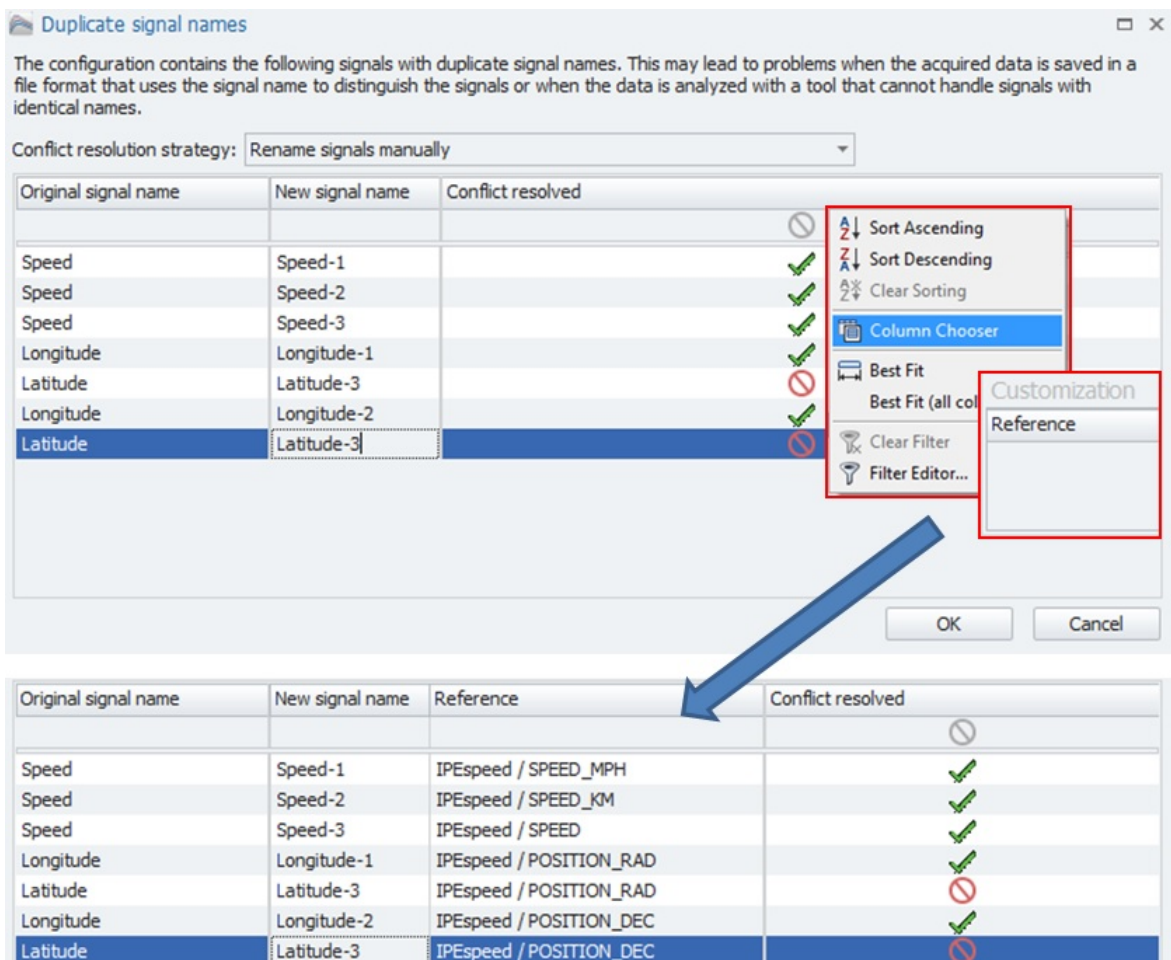 Duplicate signal names
The configuration contains the following signals with duplicate signal names. This may lead to problems when the acquired data is saved in a
file format that uses the signal name to distinguish the signals or when the data is analyzed with a tool that cannot handle signals with
identical names.
Conflict resolution strategy: Rename signals manually
Original signal name New signal name Conflict resolved
Speed Speed-1
Speed Speed-2
Speed Speed-3
Longitude Longitude-1
Latitude Latitude-3
Longitude Longitude-2
Latitude Latitude-3
Sort Ascending
Sort Descending
Clear Sorting
Column Chooser
Best Fit
Best Fit (all col
Clear Filter
Filter Editor...
Customization
Reference
OK Cancel
Original signal name New signal name Reference Conflict resolved
Speed Speed-1 IPEspeed / SPEED_MPH
Speed Speed-2 IPEspeed / SPEED_KM
Speed Speed-3 IPEspeed / SPEED
Longitude Longitude-1 IPEspeed / POSITION_RAD
Latitude Latitude-3 IPEspeed / POSITION_RAD
Longitude Longitude-2 IPEspeed / POSITION_DEC
Latitude Latitude-3 IPEspeed / POSITION_DEC